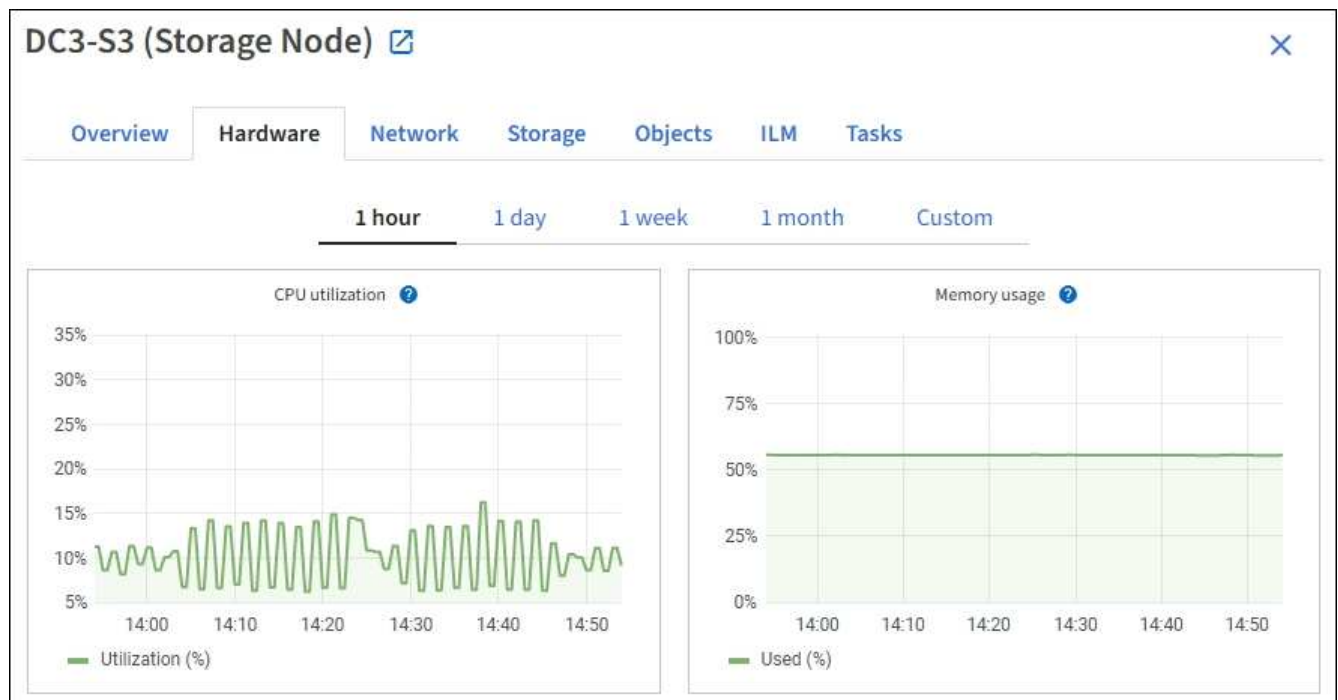 DC3-S3 (Storage Node)
Overview Hardware Network Storage Objects ILM Tasks
1 hour 1 day 1 week 1 month Custom
CPU utilization ?
35%
30%
25%
20%
15%
10%
5%
14:00 14:10 14:20 14:30 14:40 14:50
Utilization (%)
Memory usage ?
100%
75%
50%
25%
0%
14:00 14:10 14:20 14:30 14:40 14:50
Used (%)